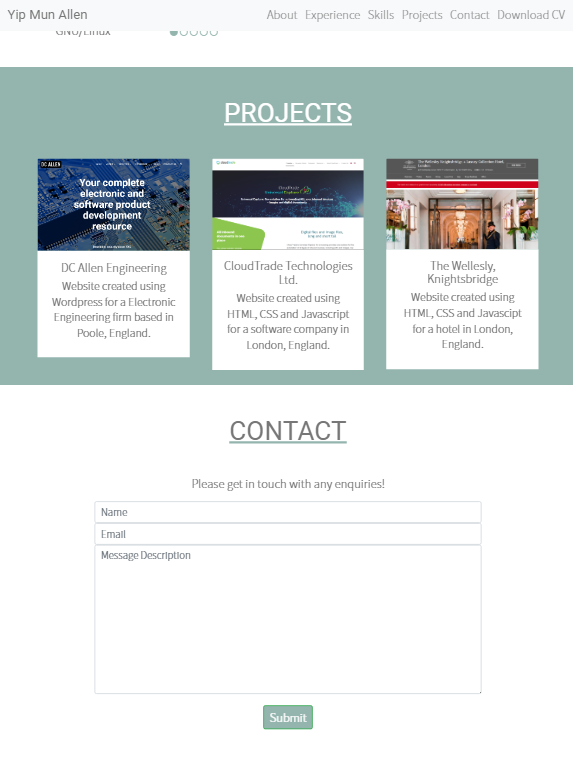 Yip Mun Allen
About Experience Skills Projects Contact Download CV
GNU/Linux
PROJECTS
DC ALLEN
Your complete
electronic and
software product
development
resource
DC Allen Engineering
Website created using
Wordpress for a Electronic
Engineering firm based in
Poole, England.
CloudTrade Technologies
Ltd.
Website created using
HTML, CSS and Javascript
for a software company in
London, England.
The Wellesly,
Knightsbridge
Website created using
HTML, CSS and Javascipt
for a hotel in London,
England.
CONTACT
Please get in touch with any enquiries!
Name
Email
Message Description
Submit